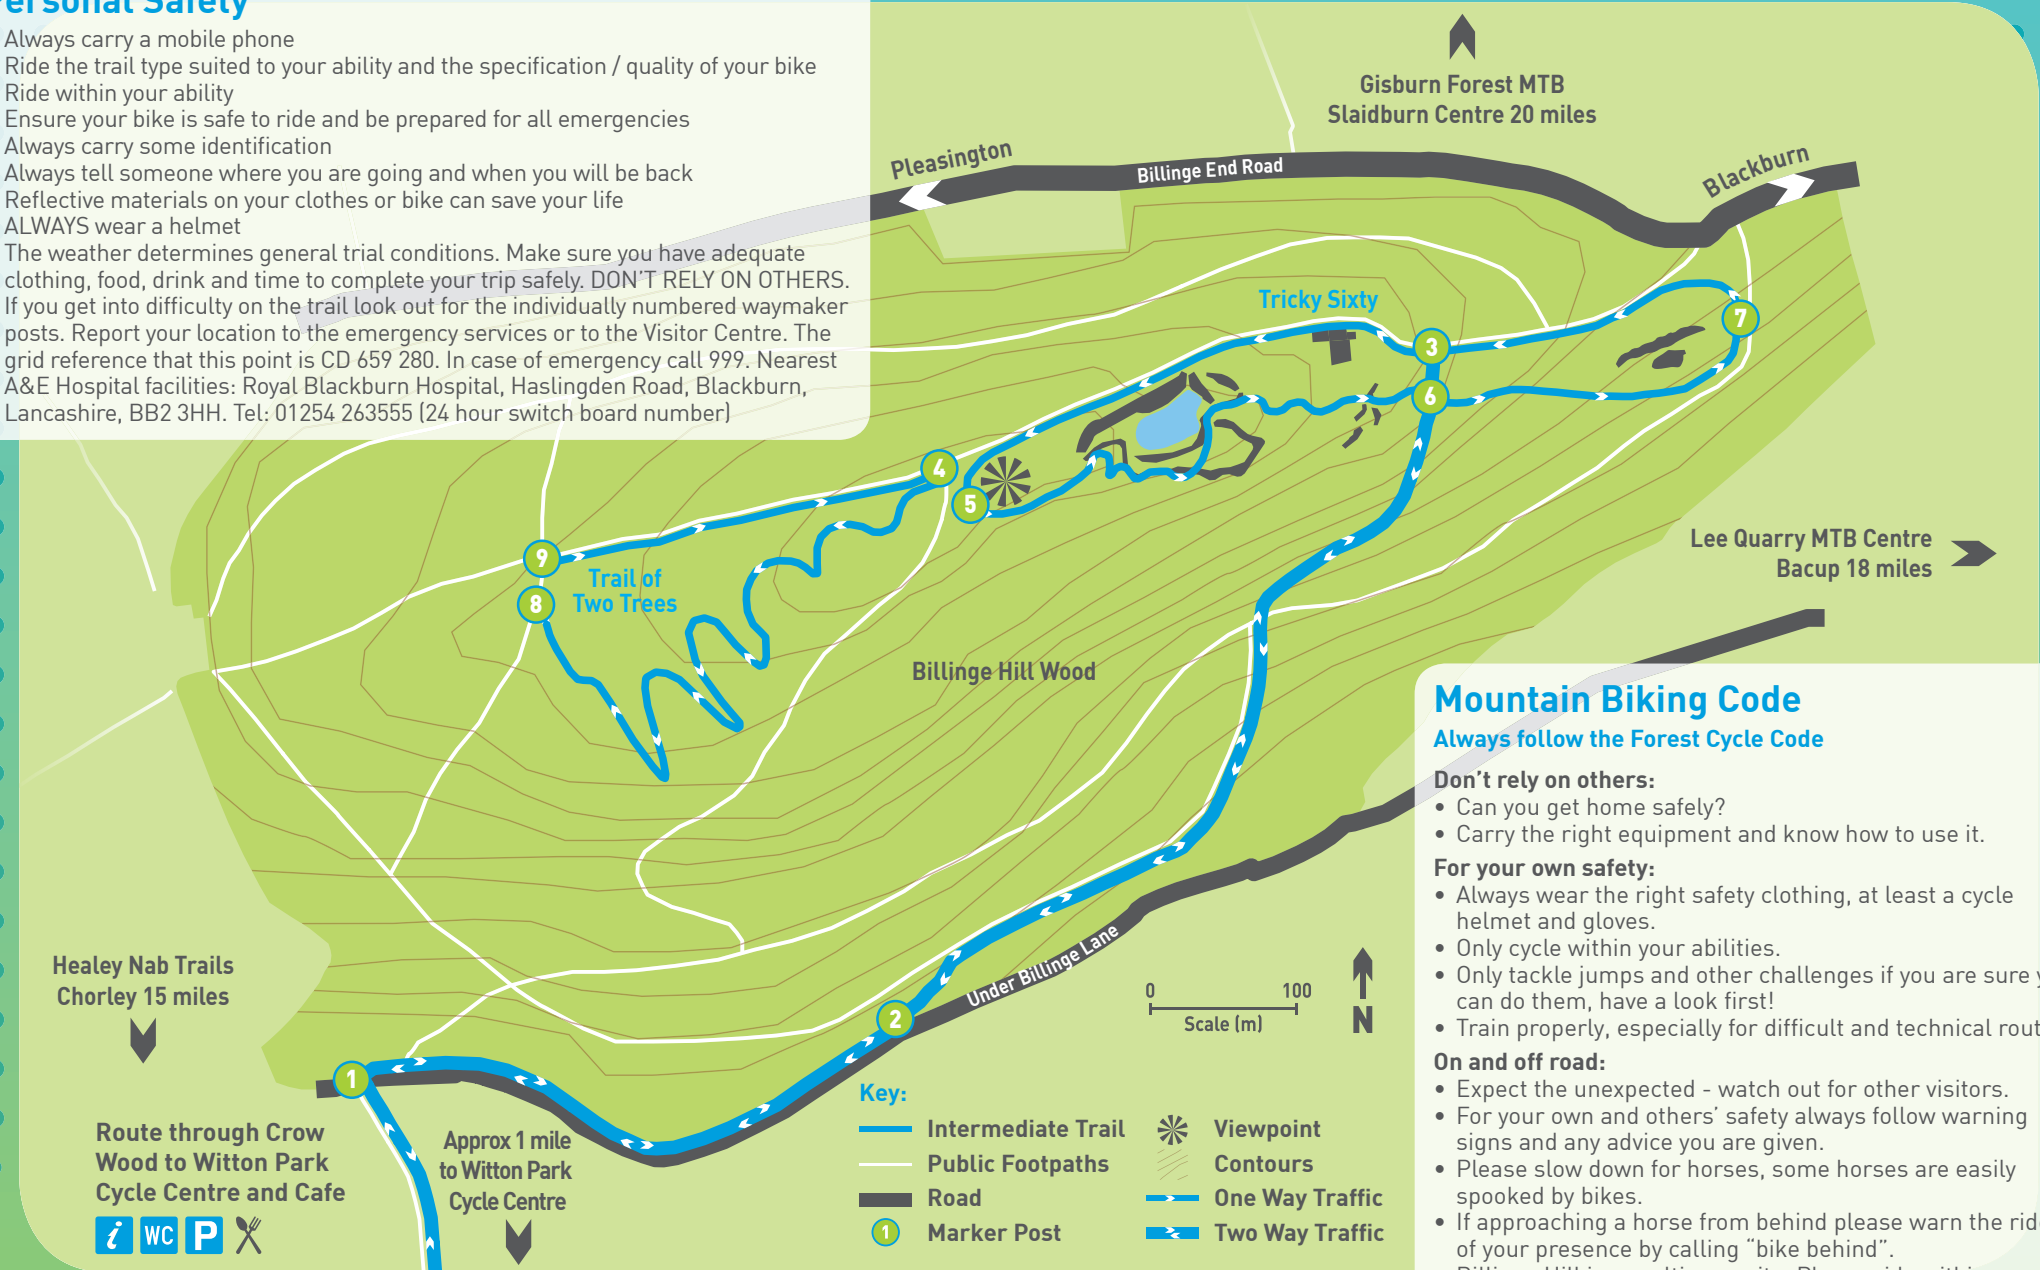 ersonal Safety
Always carry a mobile phone
Ride the trail type suited to your ability and the specification / quality of your bike
Ride within your ability
Ensure your bike is safe to ride and be prepared for all emergencies
Always carry some identification
Always tell someone where you are going and when you will be back
Reflective materials on your clothes or bike can save your life
ALWAYS wear a helmet
The weather determines general trial conditions. Make sure you have adequate
clothing, food, drink and time to complete your trip safely. DON'T RELY ON OTHERS.
If you get into difficulty on the trail look out for the individually numbered waymaker
posts. Report your location to the emergency services or to the Visitor Centre. The
grid reference that this point is CD 659 280. In case of emergency call 999. Nearest
A&E Hospital facilities: Royal Blackburn Hospital, Haslingden Road, Blackburn,
Lancashire, BB2 3HH. Tel: 01254 263555 (24 hour switch board number)
Gisburn Forest MTB
Slaidburn Centre 20 miles
Pleasington
Billinge End Road
Blackburn
Tricky Sixty
3
7
6
4
5
9
8
Trail of
Two Trees
Lee Quarry MTB Centre
Bacup 18 miles
Billinge Hill Wood
Healey Nab Trails
Chorley 15 miles
Under Billinge Lane
2
1
0 100
Scale (m)
N
Route through Crow
Wood to Witton Park
Cycle Centre and Cafe
i WC P
Approx 1 mile
to Witton Park
Cycle Centre
Key:
Intermediate Trail
Public Footpaths
Road
1 Marker Post
Viewpoint
Contours
One Way Traffic
Two Way Traffic
Mountain Biking Code
Always follow the Forest Cycle Code
Don't rely on others:
• Can you get home safely?
• Carry the right equipment and know how to use it.
For your own safety:
• Always wear the right safety clothing, at least a cycle
helmet and gloves.
• Only cycle within your abilities.
• Only tackle jumps and other challenges if you are sure
can do them, have a look first!
• Train properly, especially for difficult and technical rout
On and off road:
• Expect the unexpected - watch out for other visitors.
• For your own and others' safety always follow warning
signs and any advice you are given.
• Please slow down for horses, some horses are easily
spooked by bikes.
• If approaching a horse from behind please warn the rid
of your presence by calling “bike behind”.